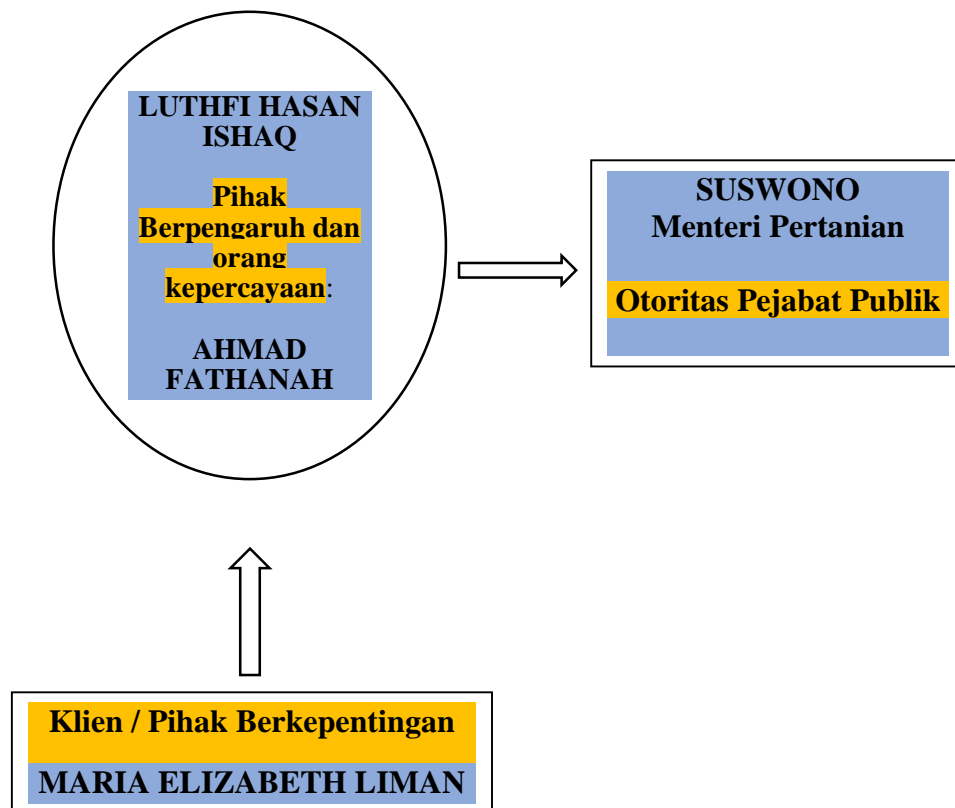 LUTHFI HASAN
ISHAQ
Pihak
Berpengaruh dan
orang
kepercayaan:
AHMAD
FATHANAH
SUSWONO
Menteri Pertanian
Otoritas Pejabat Publik
Klien / Pihak Berkepentingan
MARIA ELIZABETH LIMAN